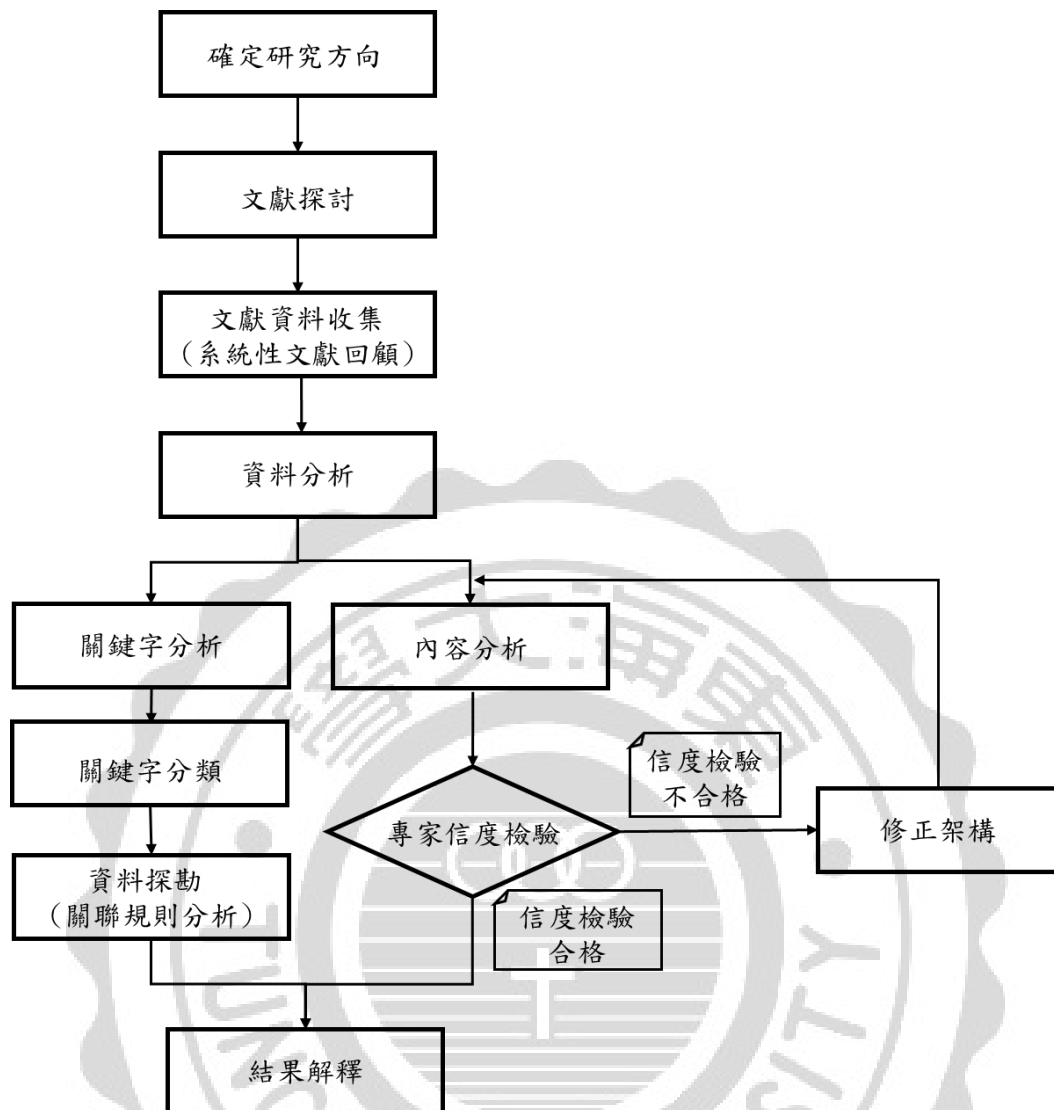 確定研究方向
文獻探討
文獻資料收集
（系統性文獻回顧）
資料分析
關鍵字分析
內容分析
關鍵字分類
信度檢驗
不合格
專家信度檢驗
修正架構
資料探勘
（關聯規則分析）
信度檢驗
合格
結果解釋